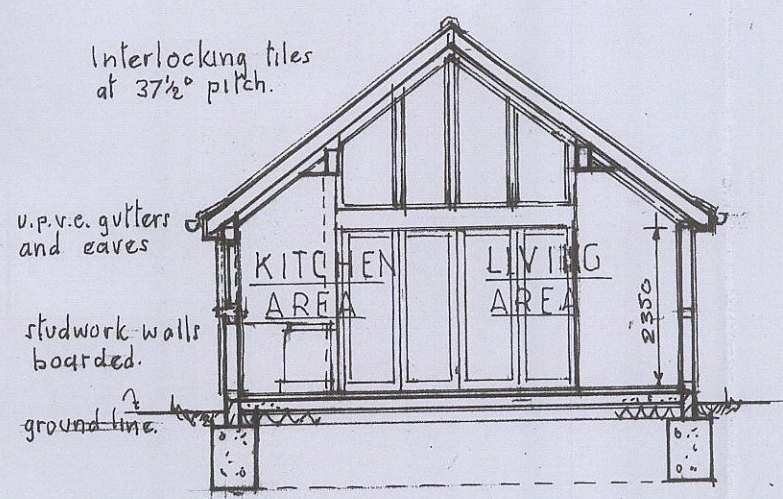 Interlocking tiles
at 37½° pitch.
u.p.v.c. gutters
and eaves
KITCHEN
AREA
LIVING
AREA
2350
studwork walls
boarded.
ground line.